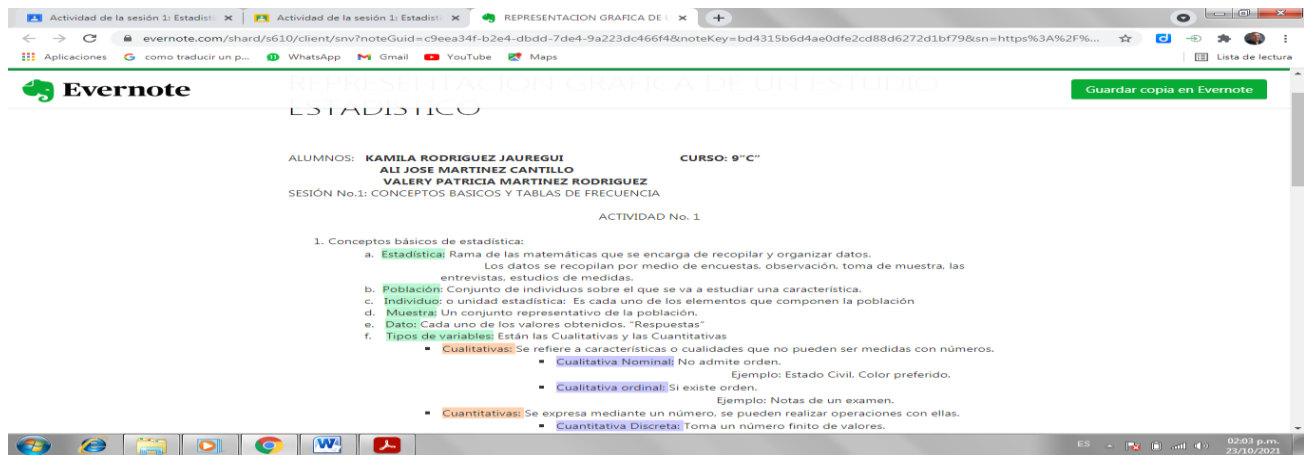 Actividad de la sesión 1: Estadísti
Actividad de la sesión 1: Estadísti
REPRESENTACION GRAFICA DE U
evernote.com/shard/s610/client/snv?noteGuid=c9eea34f-b2e4-dbdd-7de4-9a223dc466f4&noteKey=bd4315b6d4ae0dfe2cd88d6272d1bf79&sn=https%3A%2F%...
Aplicaciones como traducir un p... WhatsApp Gmail YouTube Maps Lista de lectura
Evernote
Guardar copia en Evernote
REPRESENTACION GRAFICA DE UN ESTUDIO
ESTADISTICO
ALUMNOS: KAMILA RODRIGUEZ JAUREGUI CURSO: 9"C"
ALI JOSE MARTINEZ CANTILLO
VALERY PATRICIA MARTINEZ RODRIGUEZ
SESIÓN No.1: CONCEPTOS BASICOS Y TABLAS DE FRECUENCIA
ACTIVIDAD No. 1
1. Conceptos básicos de estadística:
a. Estadística: Rama de las matemáticas que se encarga de recopilar y organizar datos.
Los datos se recopilan por medio de encuestas, observación, toma de muestra, las
entrevistas, estudios de medidas.
b. Población: Conjunto de individuos sobre el que se va a estudiar una característica.
c. Individuo: o unidad estadística: Es cada uno de los elementos que componen la población
d. Muestra: Un conjunto representativo de la población.
e. Dato: Cada uno de los valores obtenidos. "Respuestas"
f. Tipos de variables: Están las Cualitativas y las Cuantitativas
▪ Cualitativas: Se refiere a características o cualidades que no pueden ser medidas con números.
▪ Cualitativa Nominal: No admite orden.
Ejemplo: Estado Civil. Color preferido.
▪ Cualitativa ordinal: Si existe orden.
Ejemplo: Notas de un examen.
▪ Cuantitativas: Se expresa mediante un número, se pueden realizar operaciones con ellas.
▪ Cuantitativa Discreta: Toma un número finito de valores.
ES 02:03 p.m.
23/10/2021